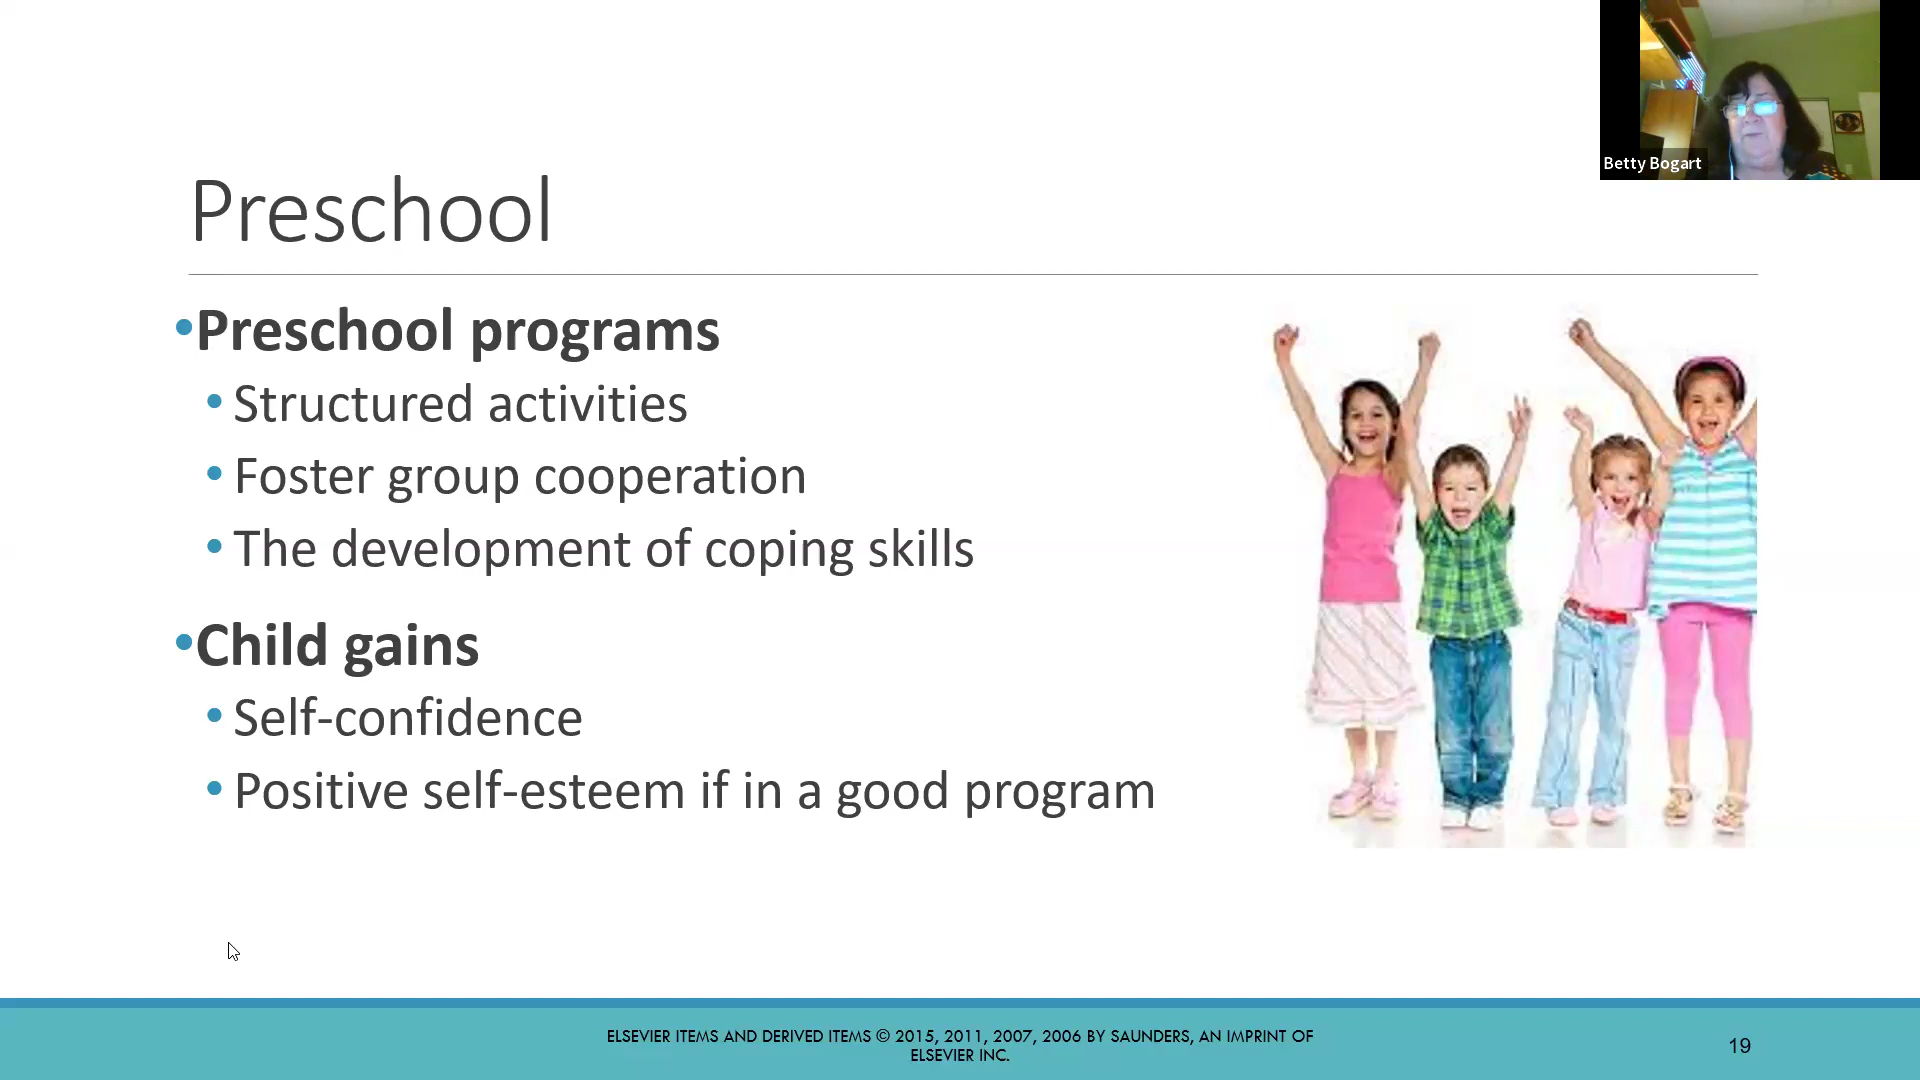 Betty Bogart
Preschool
•Preschool programs
•Structured activities
•Foster group cooperation
•The development of coping skills
•Child gains
•Self-confidence
•Positive self-esteem if in a good program
ELSEVIER ITEMS AND DERIVED ITEMS © 2015, 2011, 2007, 2006 BY SAUNDERS, AN IMPRINT OF
ELSEVIER INC.
19